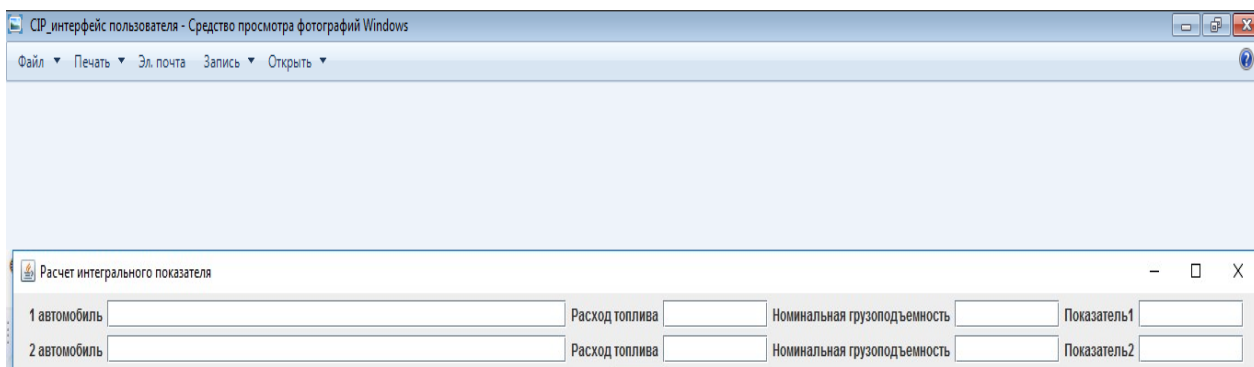 CIP_интерфейс пользователя - Средство просмотра фотографий Windows
Файл Печать Эл. почта Запись Открыть
Расчет интегрального показателя
1 автомобиль Расход топлива Номинальная грузоподъемность Показатель1
2 автомобиль Расход топлива Номинальная грузоподъемность Показатель2